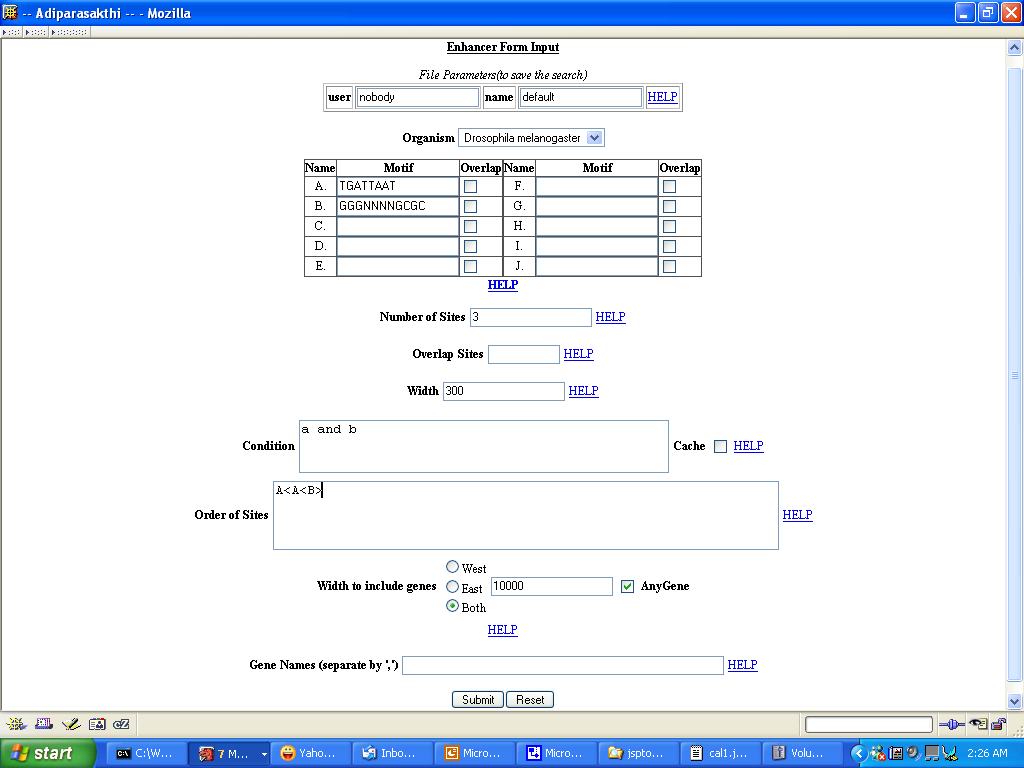 -- Adiparasakthi -- - Mozilla
Enhancer Form Input
File Parameters(to save the search)
user nobody name default HELP
Organism Drosophila melanogaster
Name Motif Overlap Name Motif Overlap
A. TGATTAAT F.
B. GGGNNNNGCGC G.
C. H.
D. I.
E. J.
HELP
Number of Sites 3 HELP
Overlap Sites HELP
Width 300 HELP
Condition a and b Cache HELP
Order of Sites A<A<B> HELP
West
Width to include genes East 10000 AnyGene
Both
HELP
Gene Names (separate by ',') HELP
Submit Reset
start C:\W... 7 M... Yaho... Inbo... Micro... Micro... jspto... cal1.j... Volu... 2:26 AM